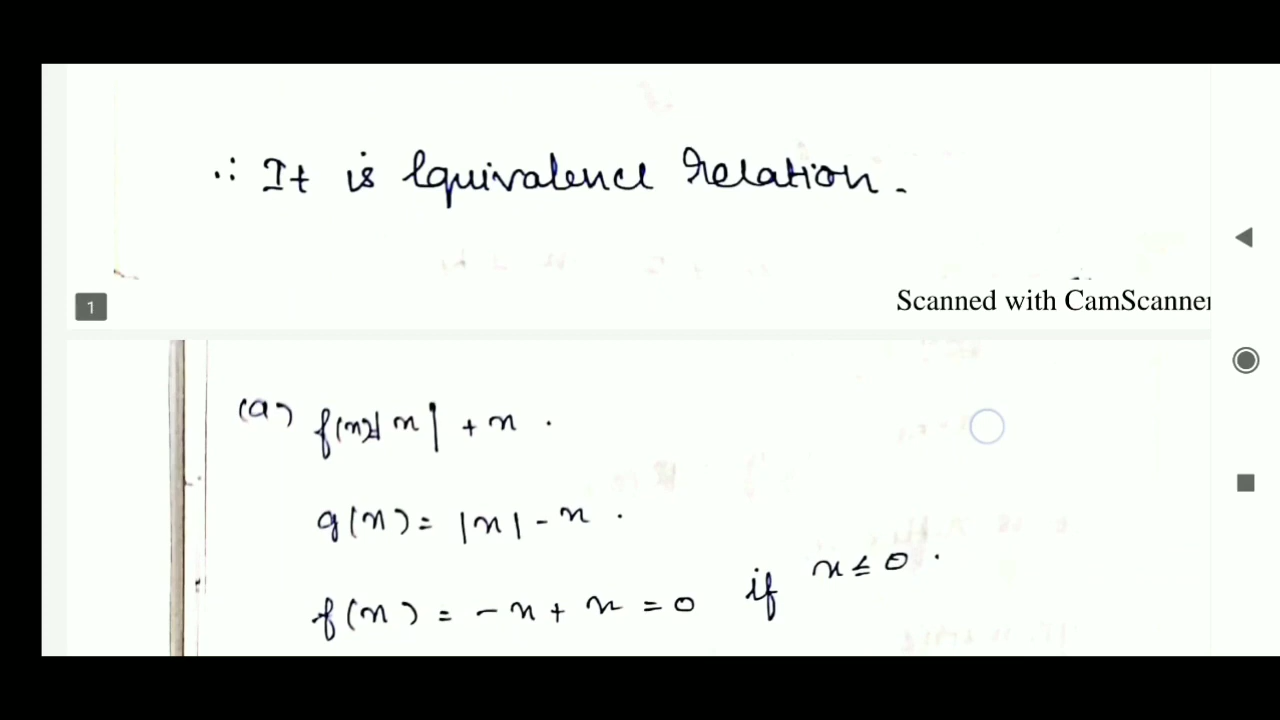 ∴ It is Equivalence Relation.
1
Scanned with CamScanner
(a) f(x)=|x| + x .
g(x) = |x| - x .
f(x) = -x + x = 0 if x ≤ 0 .